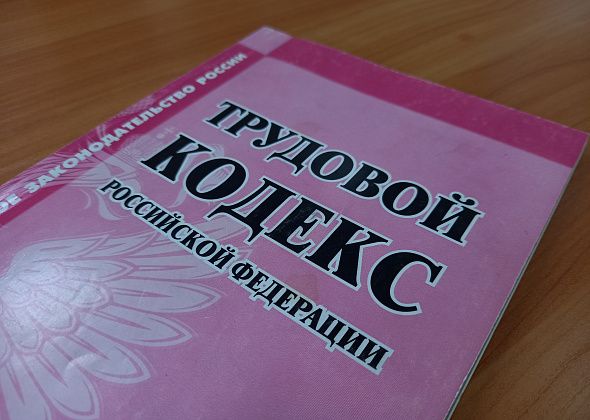 ЗАКОНОДАТЕЛЬСТВО РОССИИ
ТРУДОВОЙ
КОДЕКС
РОССИЙСКОЙ ФЕДЕРАЦИИ